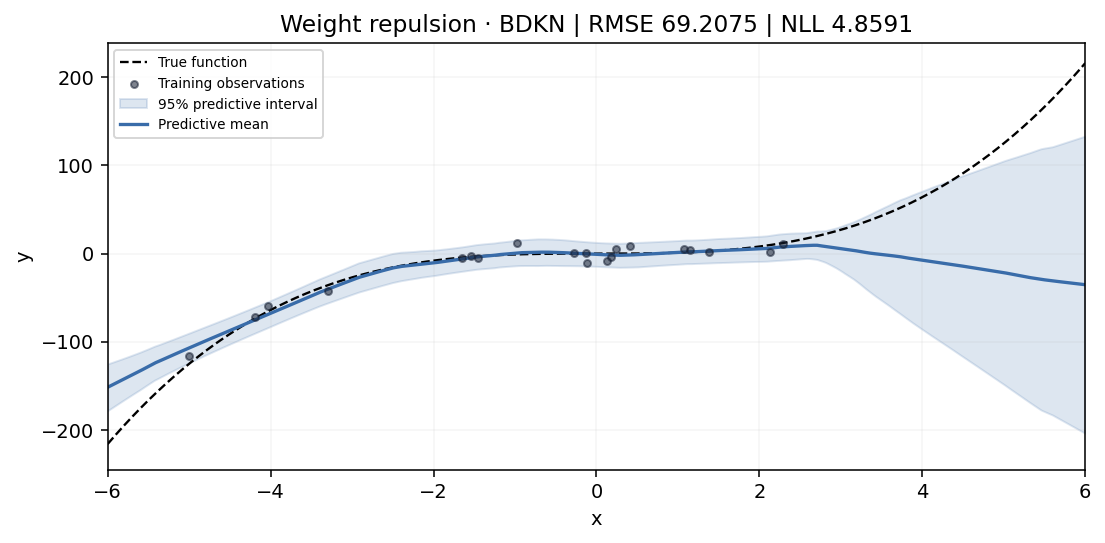 Weight repulsion · BDKN | RMSE 69.2075 | NLL 4.8591
True function
Training observations
95% predictive interval
Predictive mean
y
200
100
0
−100
−200
−6 −4 −2 0 2 4 6
x